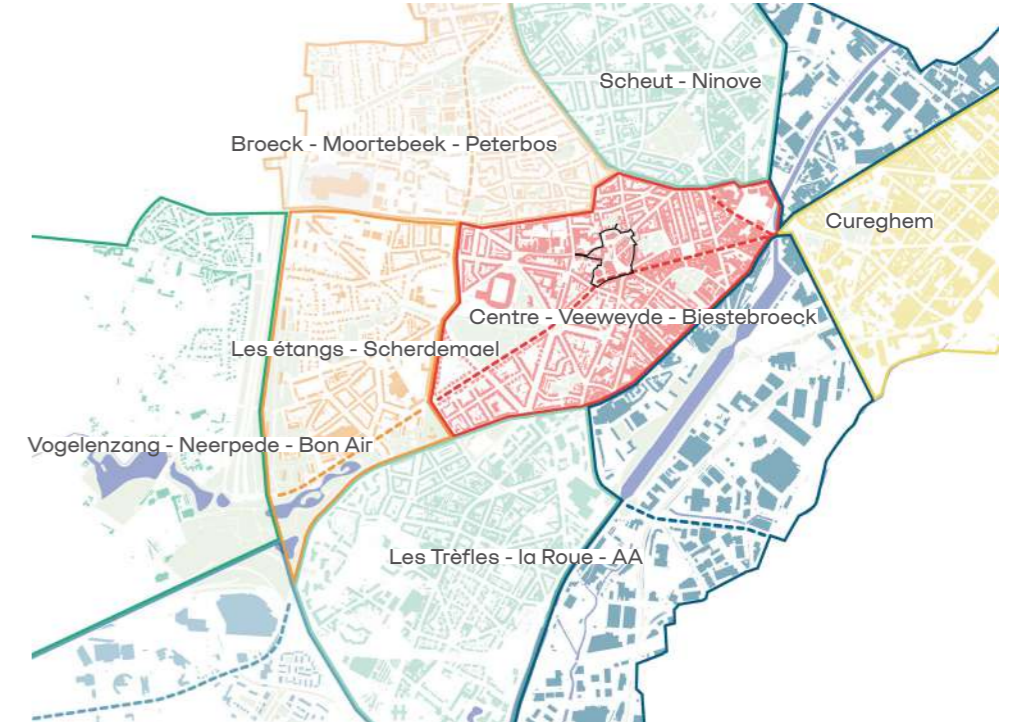 Scheut - Ninove
Broeck - Moortebeek - Peterbos
Cureghem
Centre - Veeweyde - Biestebroeck
Les étangs - Scherdemael
Vogelenzang - Neerpede - Bon Air
Les Trèfles - la Roue - AA